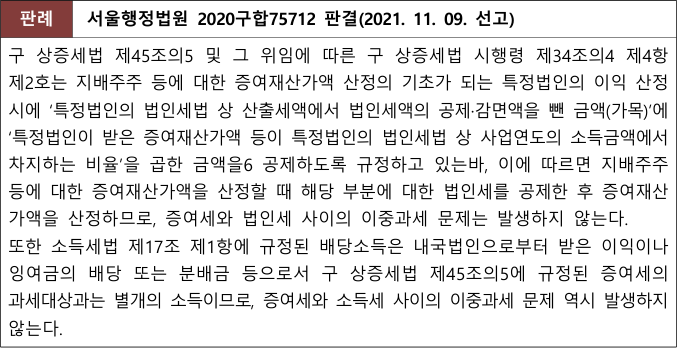 판례 서울행정법원 2020구합75712 판결(2021. 11. 09. 선고)
구 상증세법 제45조의5 및 그 위임에 따른 구 상증세법 시행령 제34조의4 제4항
제2호는 지배주주 등에 대한 증여재산가액 산정의 기초가 되는 특정법인의 이익 산정
시에 ‘특정법인의 법인세법 상 산출세액에서 법인세액의 공제·감면액을 뺀 금액(가목)’에
‘특정법인이 받은 증여재산가액 등이 특정법인의 법인세법 상 사업연도의 소득금액에서
차지하는 비율’을 곱한 금액을6 공제하도록 규정하고 있는바, 이에 따르면 지배주주
등에 대한 증여재산가액을 산정할 때 해당 부분에 대한 법인세를 공제한 후 증여재산
가액을 산정하므로, 증여세와 법인세 사이의 이중과세 문제는 발생하지 않는다.
또한 소득세법 제17조 제1항에 규정된 배당소득은 내국법인으로부터 받은 이익이나
잉여금의 배당 또는 분배금 등으로서 구 상증세법 제45조의5에 규정된 증여세의
과세대상과는 별개의 소득이므로, 증여세와 소득세 사이의 이중과세 문제 역시 발생하지
않는다.